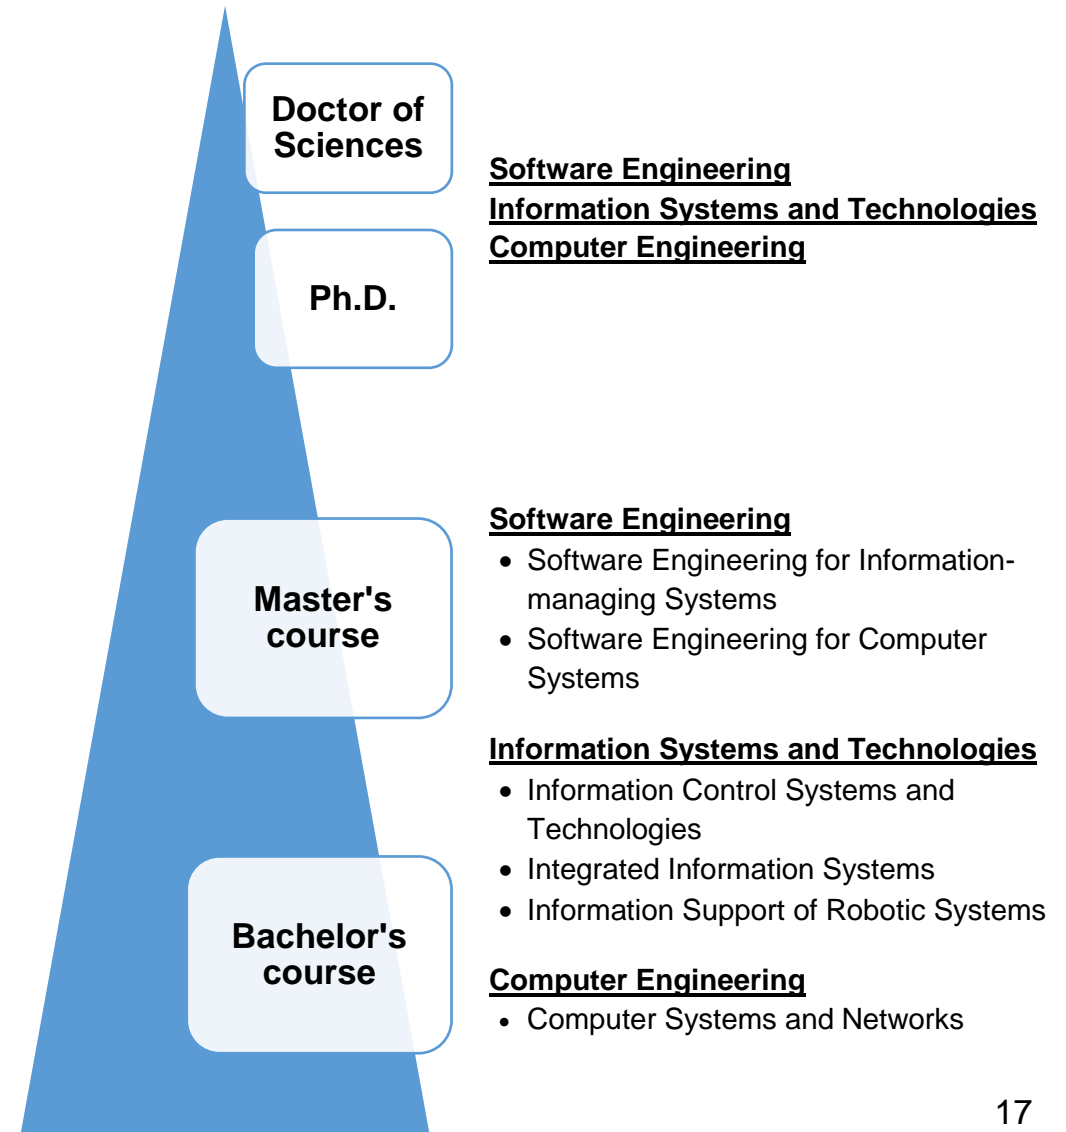 Doctor of
Sciences
Software Engineering
Information Systems and Technologies
Computer Engineering
Ph.D.
Software Engineering
• Software Engineering for Information-
managing Systems
• Software Engineering for Computer
Systems
Master's
course
Information Systems and Technologies
• Information Control Systems and
Technologies
• Integrated Information Systems
• Information Support of Robotic Systems
Bachelor's
course
Computer Engineering
• Computer Systems and Networks
17